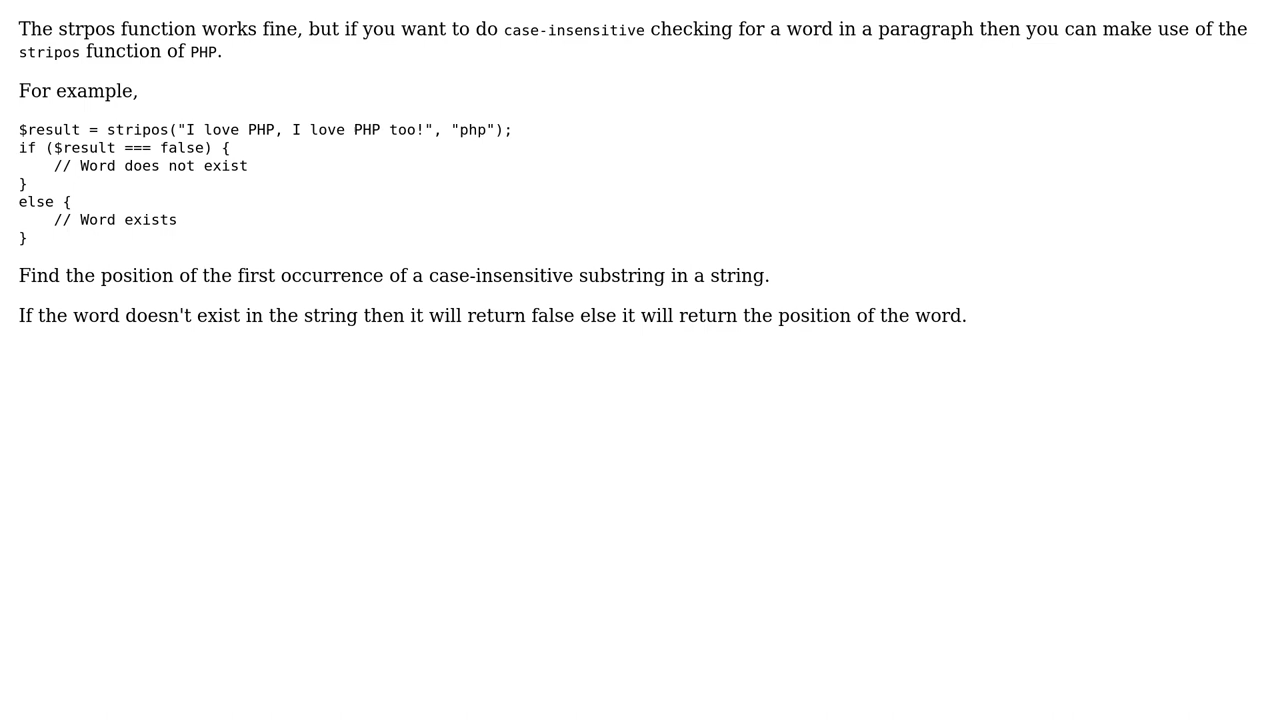 The strpos function works fine, but if you want to do case-insensitive checking for a word in a paragraph then you can make use of the
stripos function of PHP.
For example,
$result = stripos("I love PHP, I love PHP too!", "php");
if ($result === false) {
    // Word does not exist
}
else {
    // Word exists
}
Find the position of the first occurrence of a case-insensitive substring in a string.
If the word doesn't exist in the string then it will return false else it will return the position of the word.